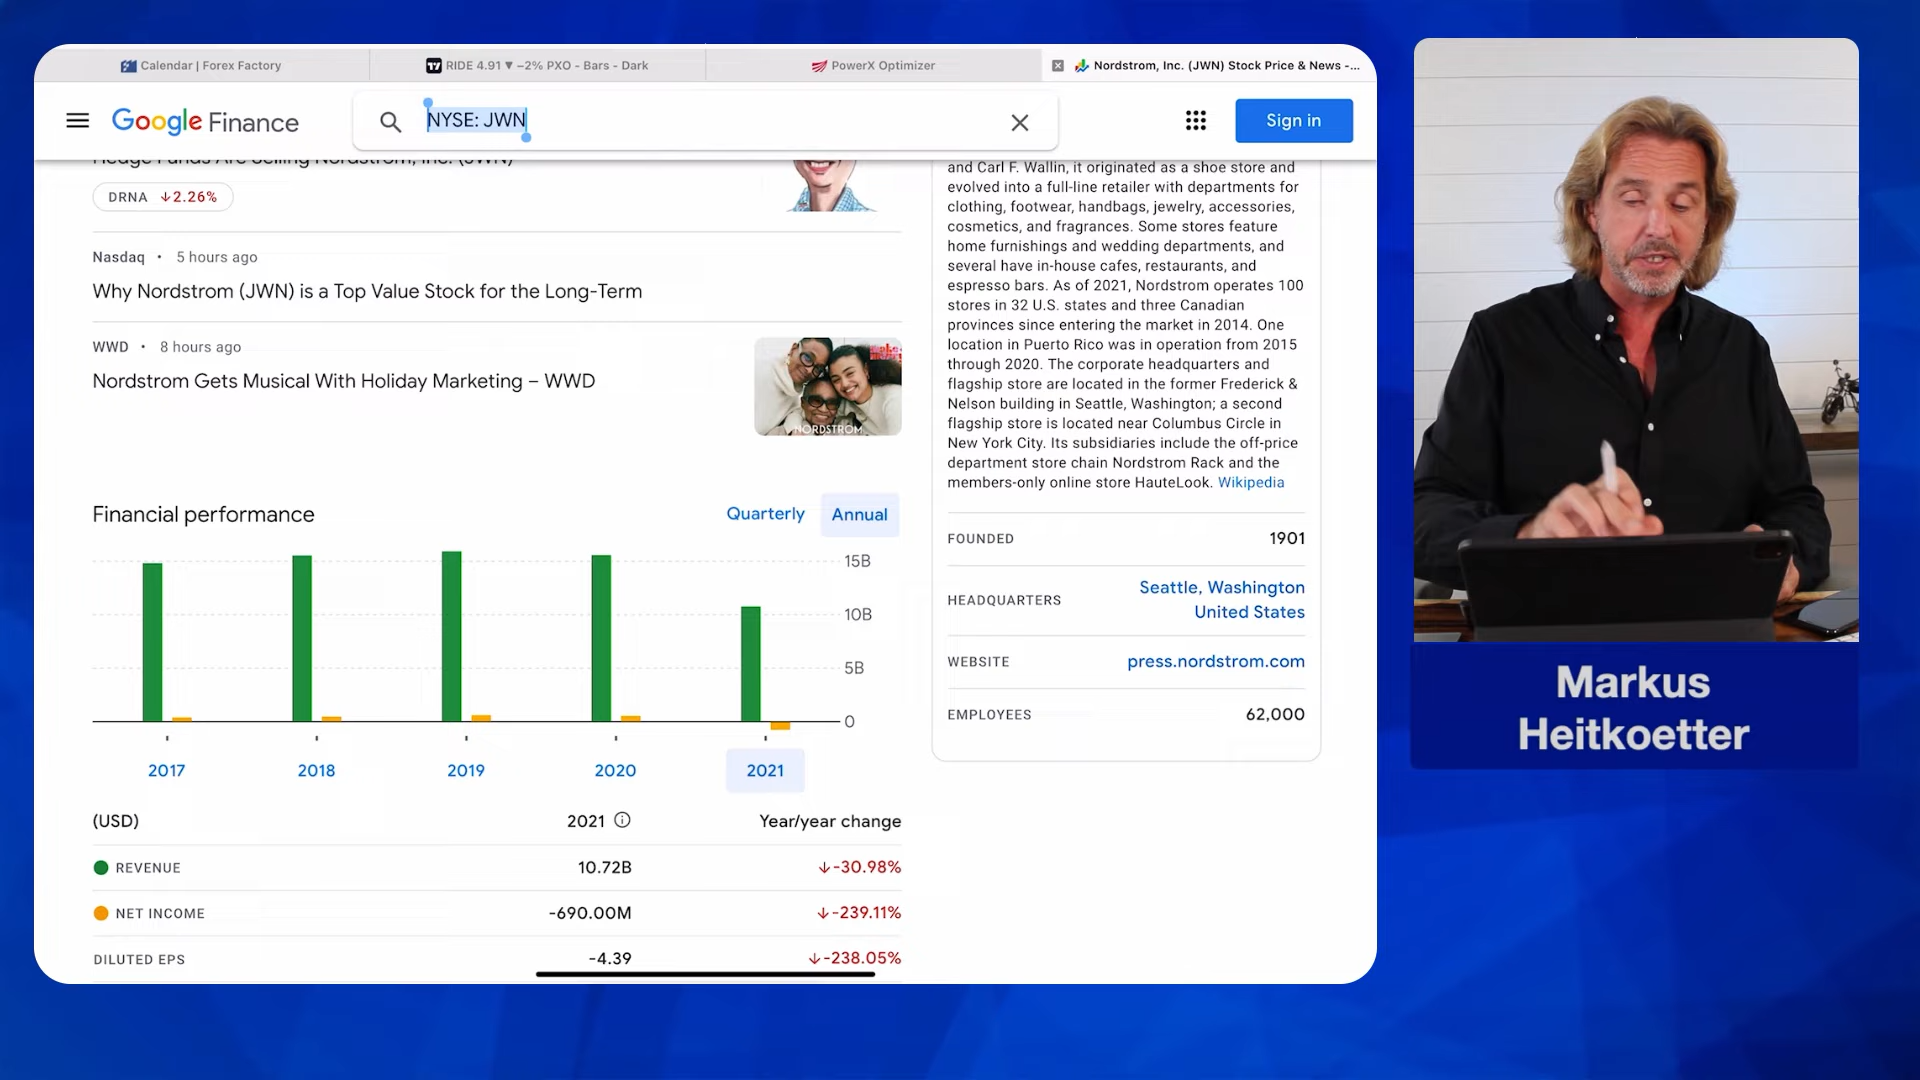 Calendar | Forex Factory
RIDE 4.91 ▼ −2% PXO - Bars - Dark
PowerX Optimizer
Nordstrom, Inc. (JWN) Stock Price & News -...
Google Finance
NYSE: JWN
Sign in
Hedge Funds Are Selling Nordstrom, Inc. (JWN)
DRNA ↓2.26%
Nasdaq • 5 hours ago
Why Nordstrom (JWN) is a Top Value Stock for the Long-Term
WWD • 8 hours ago
Nordstrom Gets Musical With Holiday Marketing – WWD
NORDSTROM
Financial performance
Quarterly
Annual
15B
10B
5B
0
2017
2018
2019
2020
2021
(USD)
2021
Year/year change
REVENUE
10.72B
↓-30.98%
NET INCOME
-690.00M
↓-239.11%
DILUTED EPS
-4.39
↓-238.05%
and Carl F. Wallin, it originated as a shoe store and
evolved into a full-line retailer with departments for
clothing, footwear, handbags, jewelry, accessories,
cosmetics, and fragrances. Some stores feature
home furnishings and wedding departments, and
several have in-house cafes, restaurants, and
espresso bars. As of 2021, Nordstrom operates 100
stores in 32 U.S. states and three Canadian
provinces since entering the market in 2014. One
location in Puerto Rico was in operation from 2015
through 2020. The corporate headquarters and
flagship store are located in the former Frederick &
Nelson building in Seattle, Washington; a second
flagship store is located near Columbus Circle in
New York City. Its subsidiaries include the off-price
department store chain Nordstrom Rack and the
members-only online store HauteLook. Wikipedia
FOUNDED
1901
HEADQUARTERS
Seattle, Washington
United States
WEBSITE
press.nordstrom.com
EMPLOYEES
62,000
Markus
Heitkoetter